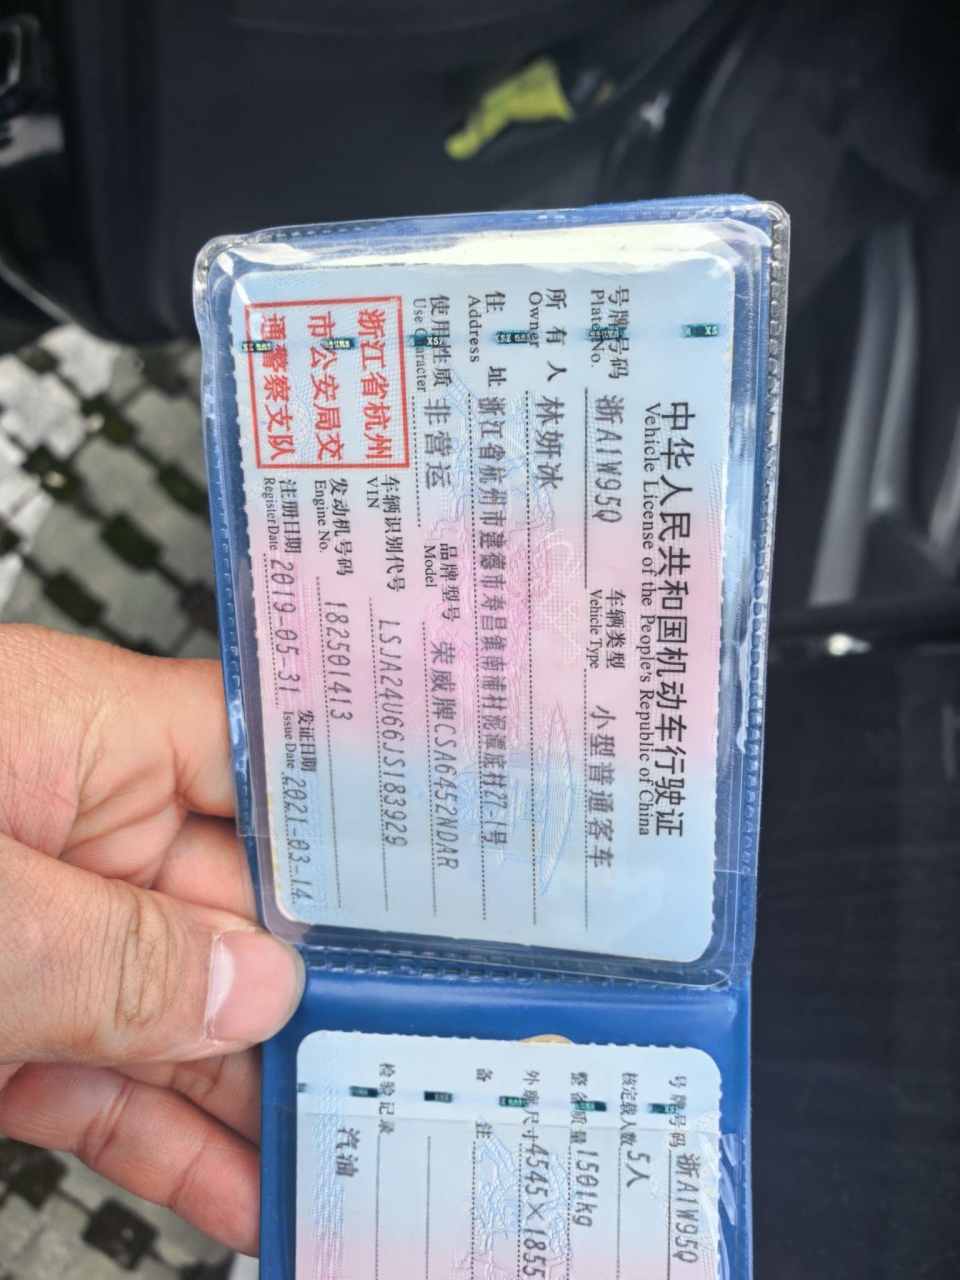 中华人民共和国机动车行驶证
Vehicle License of the People's Republic of China
号牌号码 浙A1W95Q 车辆类型 小型普通客车
Plate No. Vehicle Type
所有人 林妍冰
Owner
住址 浙江省杭州市建德市寿昌镇南浦村泥潭底村27-1号
Address
使用性质 非营运 品牌型号 荣威牌CSA6452NDAR
Use Character Model
浙江省杭州
市公安局交
通警察支队
车辆识别代号 LSJA24U66JS183929
VIN
发动机号码 182501413
Engine No.
注册日期 2019-05-31 发证日期 2021-03-14
Register Date Issue Date
号牌号码 浙A1W95Q
核定载人数 5人
整备质量 1501kg
外廓尺寸 4545×1855
备注
检验记录
汽油